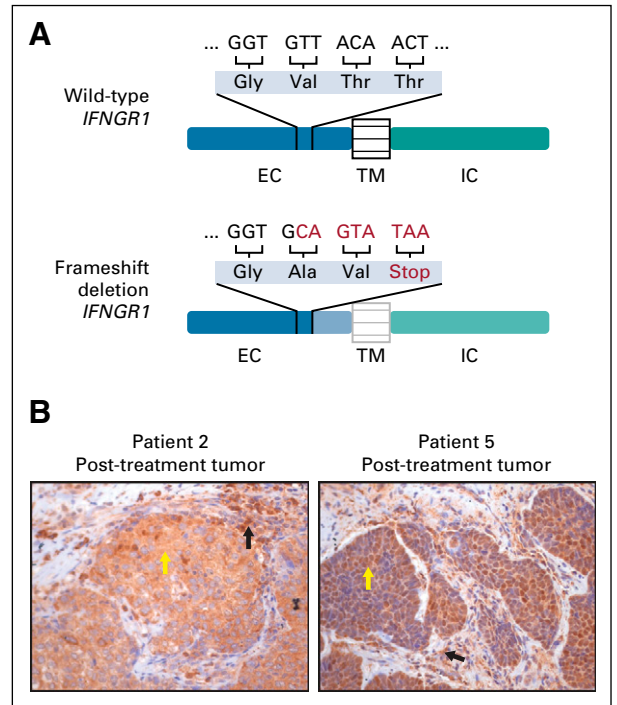 A
... GGT GTT ACA ACT ...
Gly Val Thr Thr
Wild-type
IFNGR1
EC TM IC
... GGT GCA GTA TAA
Gly Ala Val Stop
Frameshift
deletion
IFNGR1
EC TM IC
B
Patient 2
Post-treatment tumor
Patient 5
Post-treatment tumor